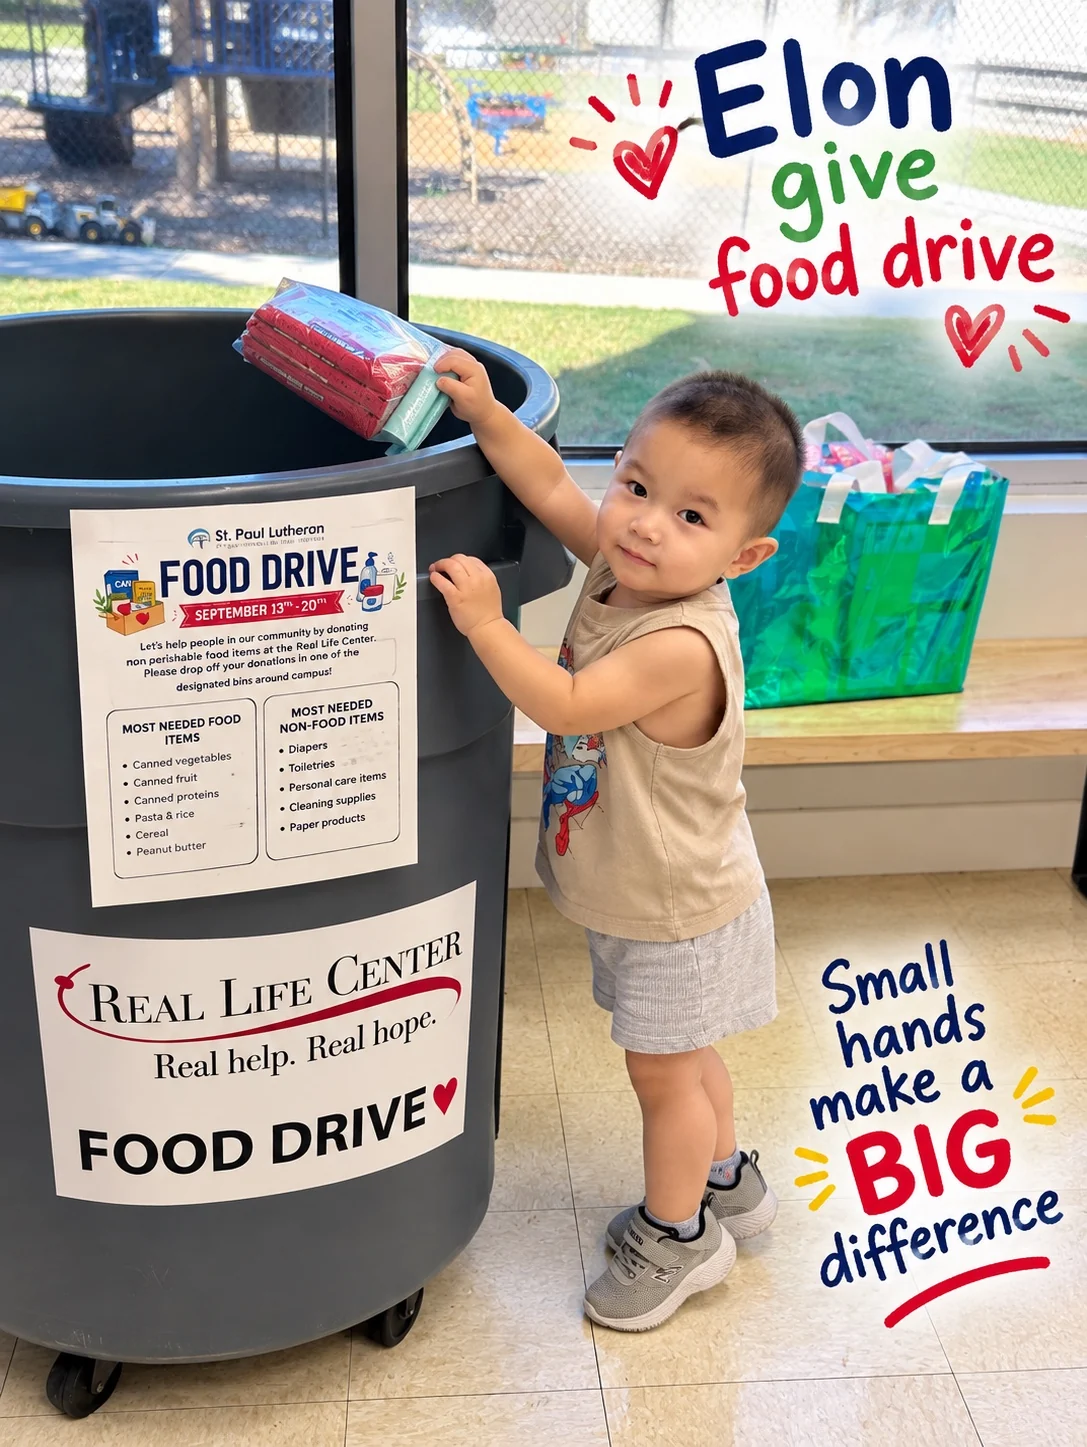 Elon
give
food drive
St. Paul Lutheran
FOOD DRIVE
CAN
SEPTEMBER 13TH - 20TH
Let's help people in our community by donating
non perishable food items at the Real Life Center.
Please drop off your donations in one of the
designated bins around campus!
MOST NEEDED FOOD
ITEMS
• Canned vegetables
• Canned fruit
• Canned proteins
• Pasta & rice
• Cereal
• Peanut butter
MOST NEEDED
NON-FOOD ITEMS
• Diapers
• Toiletries
• Personal care items
• Cleaning supplies
• Paper products
REAL LIFE CENTER
Real help. Real hope.
FOOD DRIVE
Small
hands
make a
BIG
difference